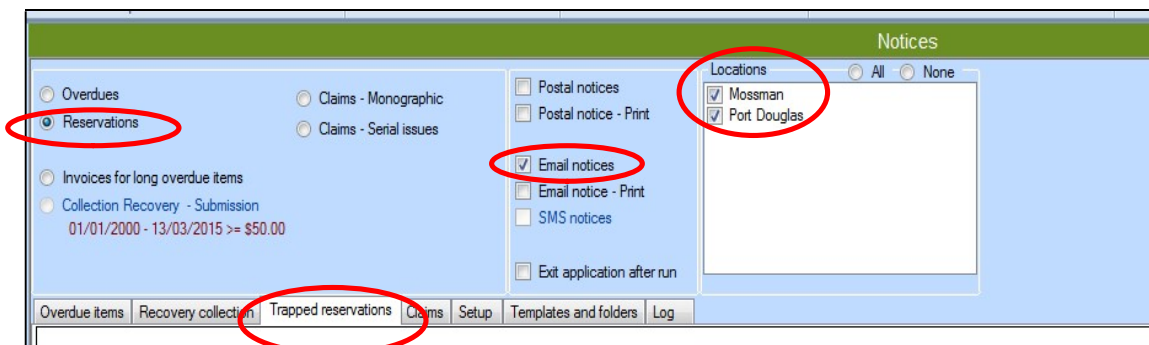 Notices
Overdues
Reservations
Claims - Monographic
Claims - Serial issues
Invoices for long overdue items
Collection Recovery - Submission
01/01/2000 - 13/03/2015 >= $50.00
Postal notices
Postal notice - Print
Email notices
Email notice - Print
SMS notices
Exit application after run
Locations All None
Mossman
Port Douglas
Overdue items Recovery collection Trapped reservations Claims Setup Templates and folders Log